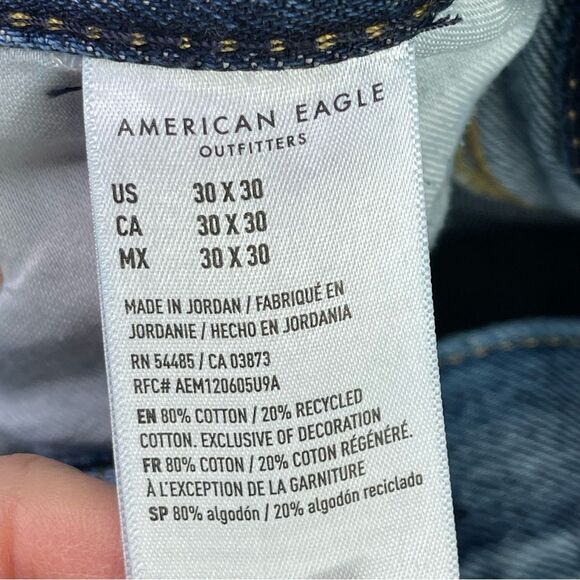 AMERICAN EAGLE
OUTFITTERS
US 30 X 30
CA 30 X 30
MX 30 X 30
MADE IN JORDAN / FABRIQUÉ EN
JORDANIE / HECHO EN JORDANIA
RN 54485 / CA 03873
RFC# AEM120605U9A
EN 80% COTTON / 20% RECYCLED
COTTON. EXCLUSIVE OF DECORATION
FR 80% COTON / 20% COTON RÉGÉNÉRÉ.
À L'EXCEPTION DE LA GARNITURE
SP 80% algodón / 20% algodón reciclado